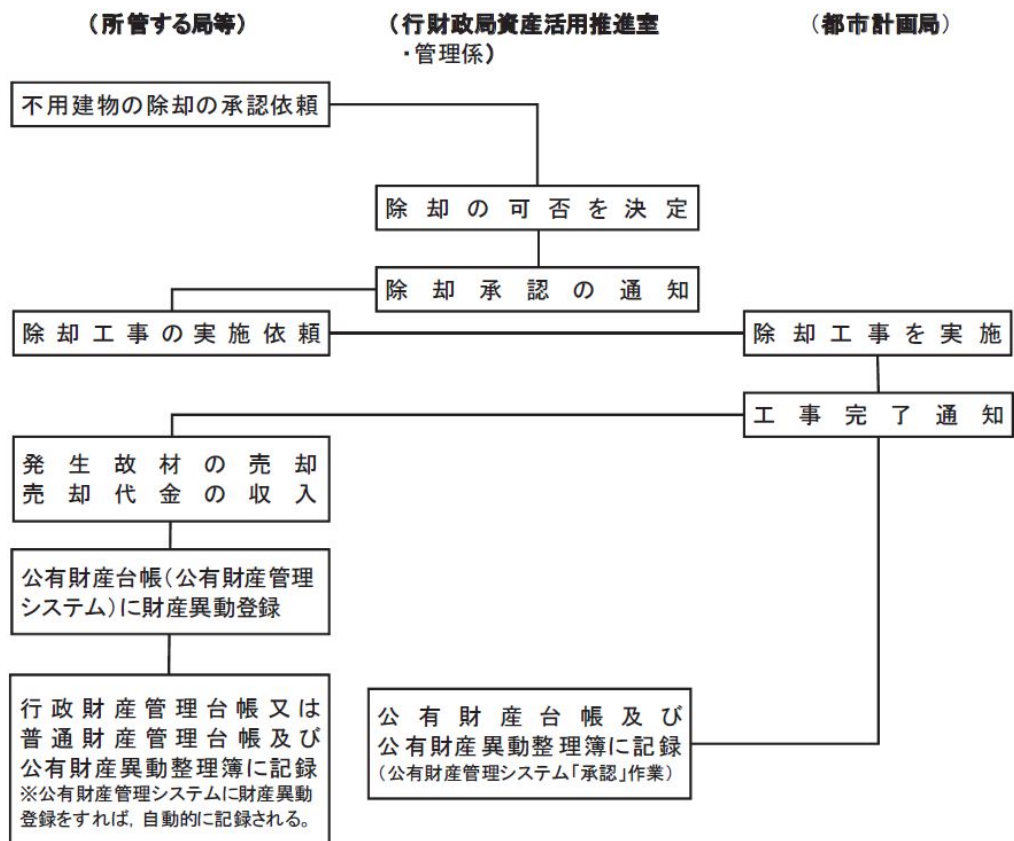 （所管する局等）
（行財政局資産活用推進室
・管理係）
（都市計画局）
不用建物の除却の承認依頼
除却の可否を決定
除却承認の通知
除却工事の実施依頼
除却工事を実施
工事完了通知
発生故材の売却
売却代金の収入
公有財産台帳（公有財産管理
システム）に財産異動登録
行政財産管理台帳又は
普通財産管理台帳及び
公有財産異動整理簿に記録
※公有財産管理システムに財産異動
登録をすれば，自動的に記録される。
公有財産台帳及び
公有財産異動整理簿に記録
（公有財産管理システム「承認」作業）